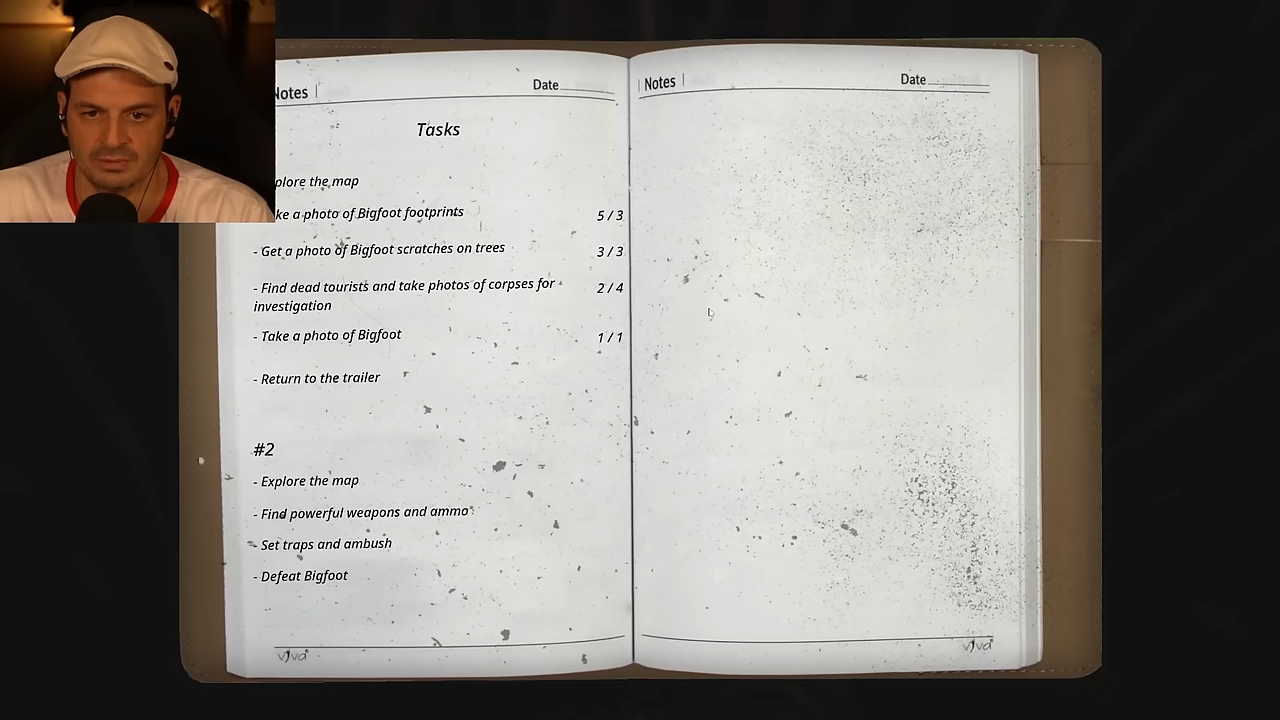 Notes
Date
Tasks
plore the map
ke a photo of Bigfoot footprints 5 / 3
- Get a photo of Bigfoot scratches on trees 3 / 3
- Find dead tourists and take photos of corpses for 2 / 4
investigation
- Take a photo of Bigfoot 1 / 1
- Return to the trailer
#2
- Explore the map
- Find powerful weapons and ammo
- Set traps and ambush
- Defeat Bigfoot
viva
Notes
Date
viva